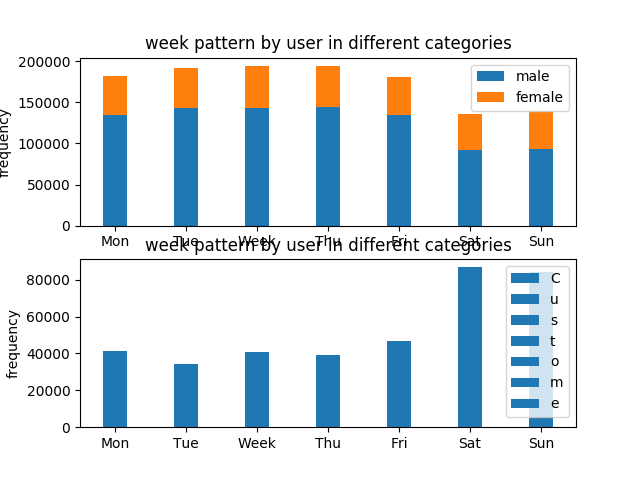 week pattern by user in different categories
200000
150000
100000
50000
0
frequency
male
female
Mon Tue Week Thu Fri Sat Sun
week pattern by user in different categories
80000
60000
40000
20000
0
frequency
C
u
s
t
o
m
e
Mon Tue Week Thu Fri Sat Sun